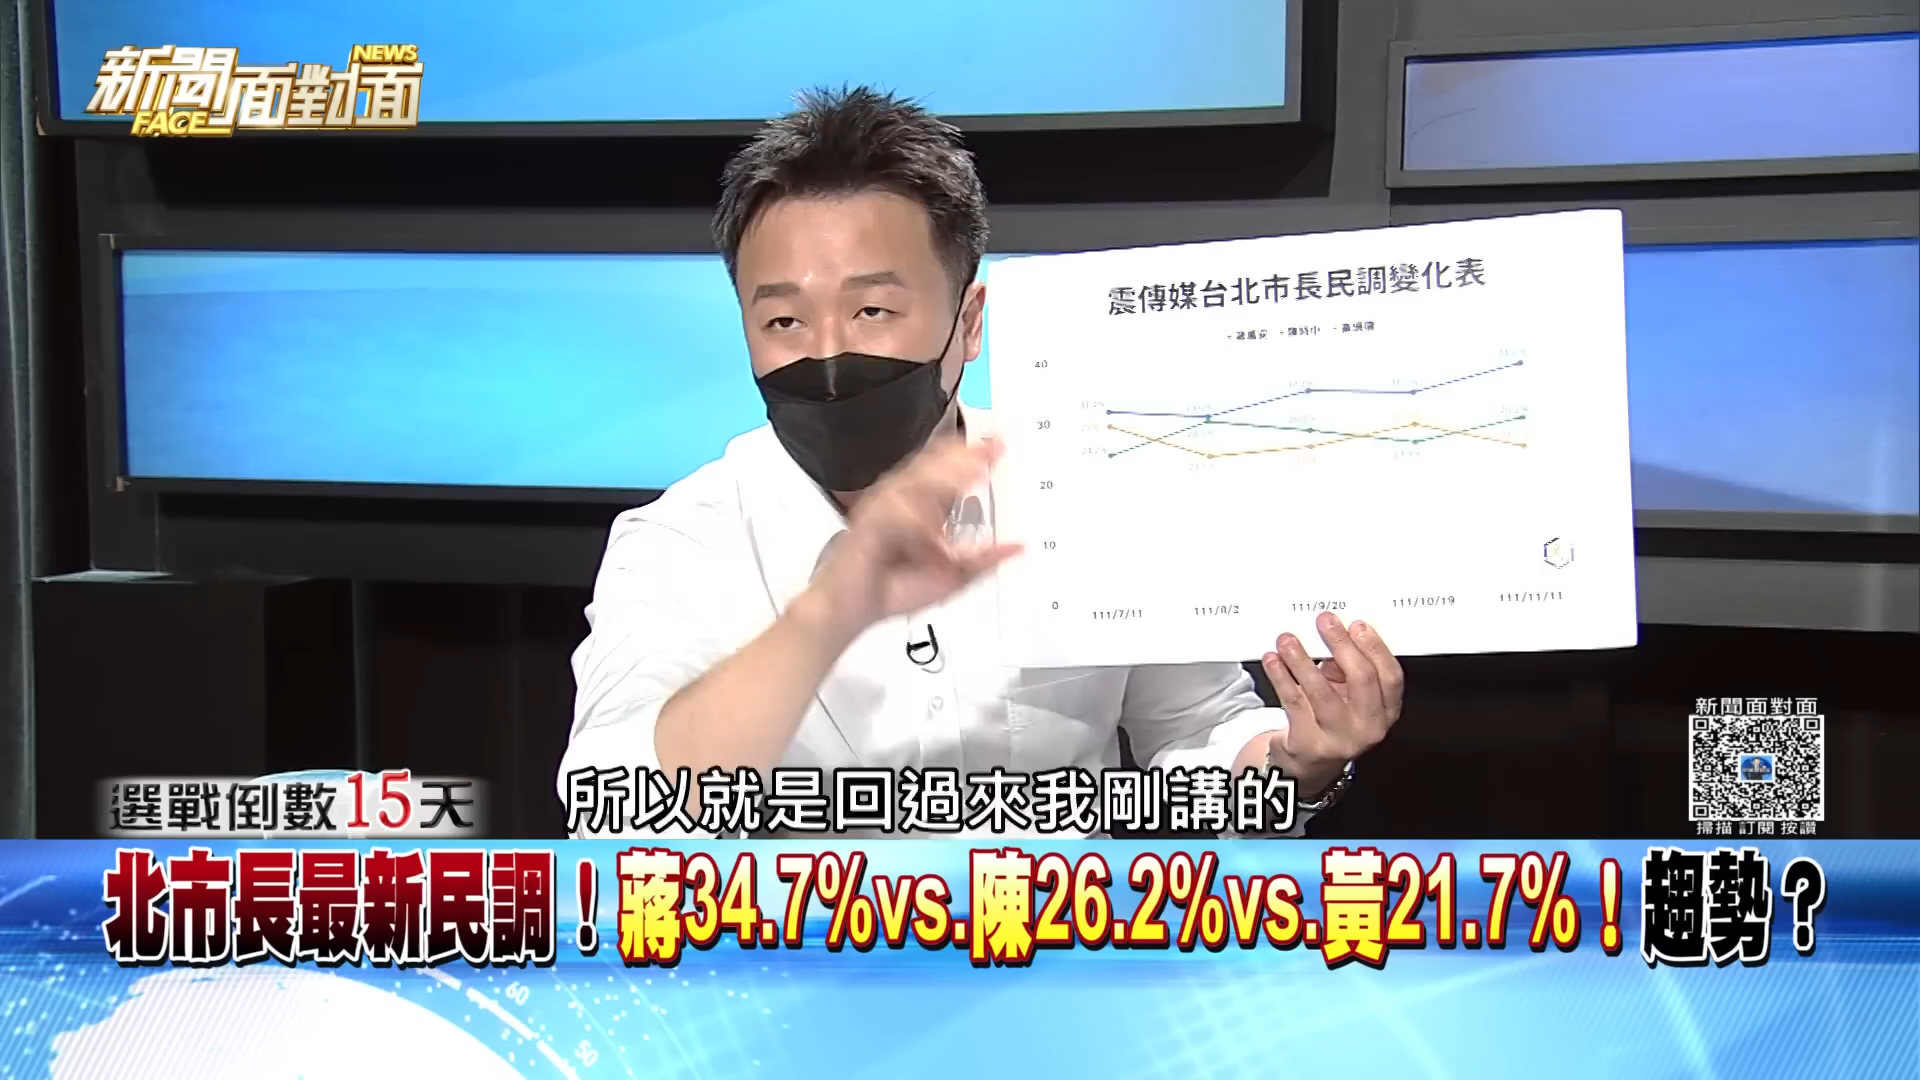 新聞面對面
NEWS
FACE
震傳媒台北市長民調變化表
40
30
20
10
0
111/7/11
111/8/2
111/9/20
111/10/19
111/11/11
新聞面對面
掃描 訂閱 按讚
選戰倒數15天
所以就是回過來我剛講的
北市長最新民調！蔣34.7%vs.陳26.2%vs.黃21.7%！趨勢？
60
50